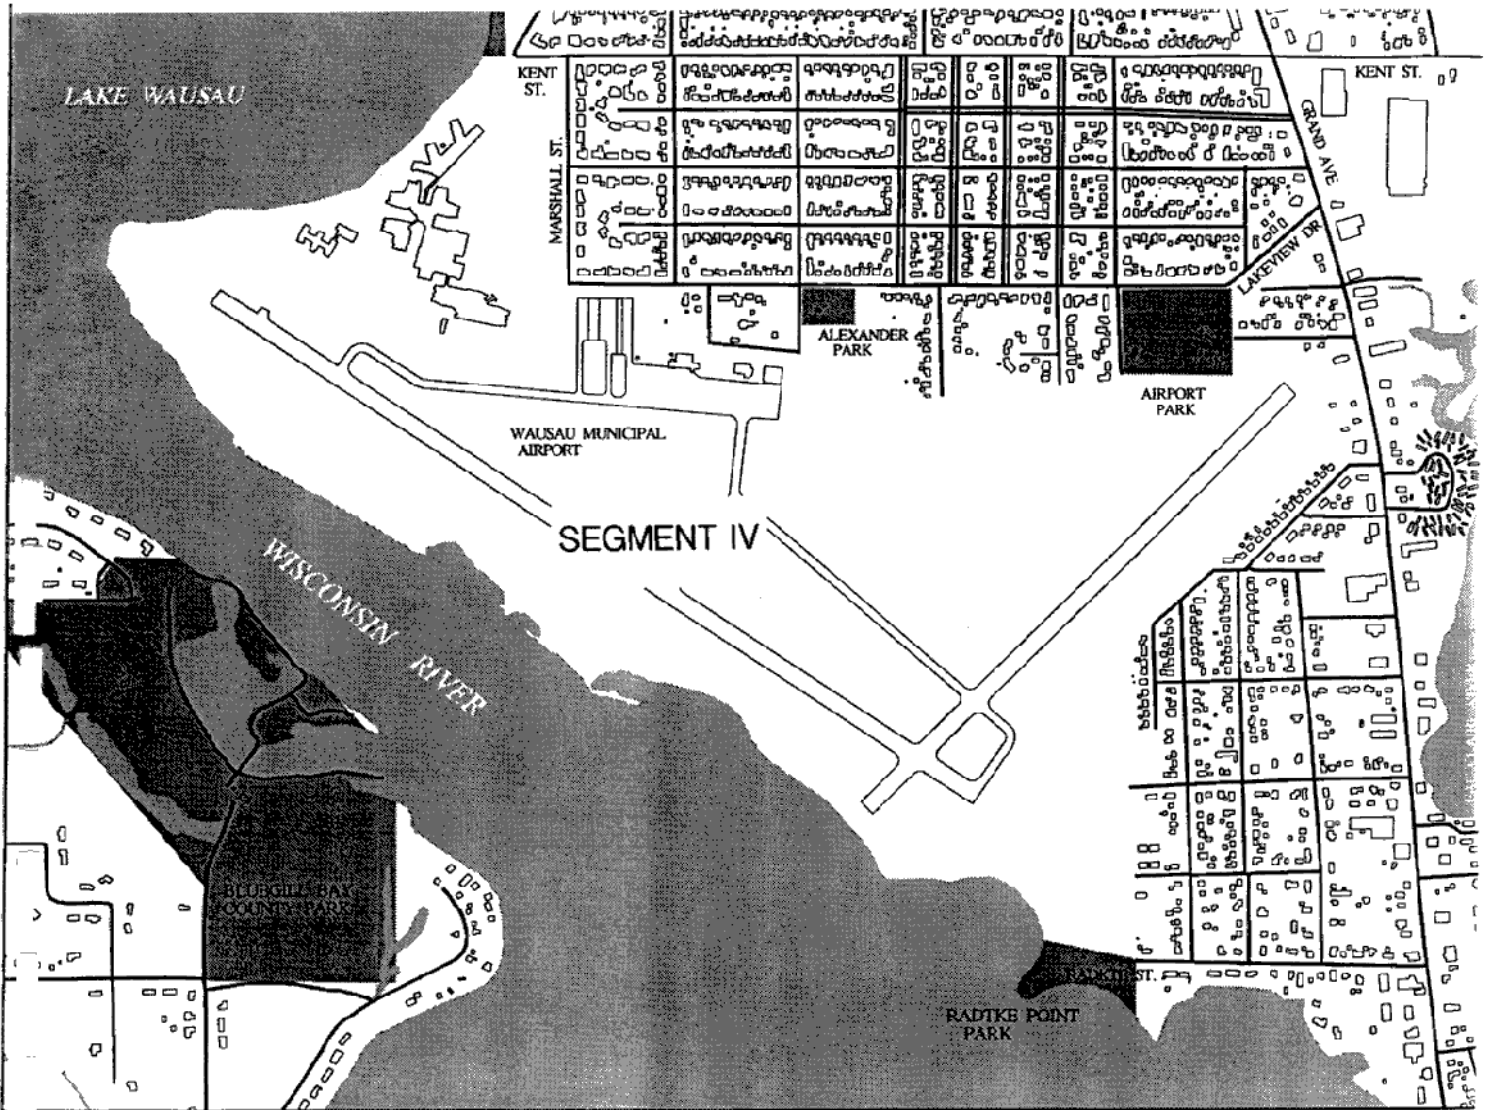 KENT
ST.
KENT ST.
LAKE WAUSAU
GRAND AVE
MARSHALL ST.
LAKEVIEW DR
ALEXANDER
PARK
AIRPORT
PARK
WAUSAU MUNICIPAL
AIRPORT
SEGMENT IV
WISCONSIN RIVER
BLUEGILL BAY
COUNTY PARK
ST.
RADTKE POINT
PARK